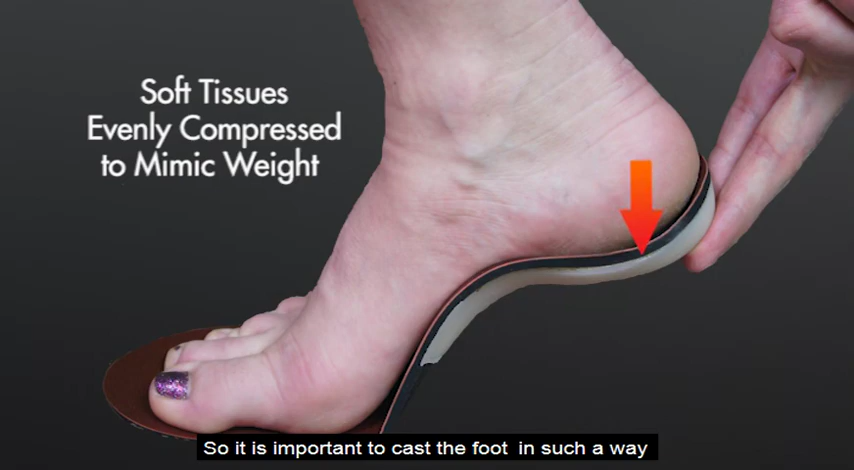 Soft Tissues
Evenly Compressed
to Mimic Weight
So it is important to cast the foot in such a way